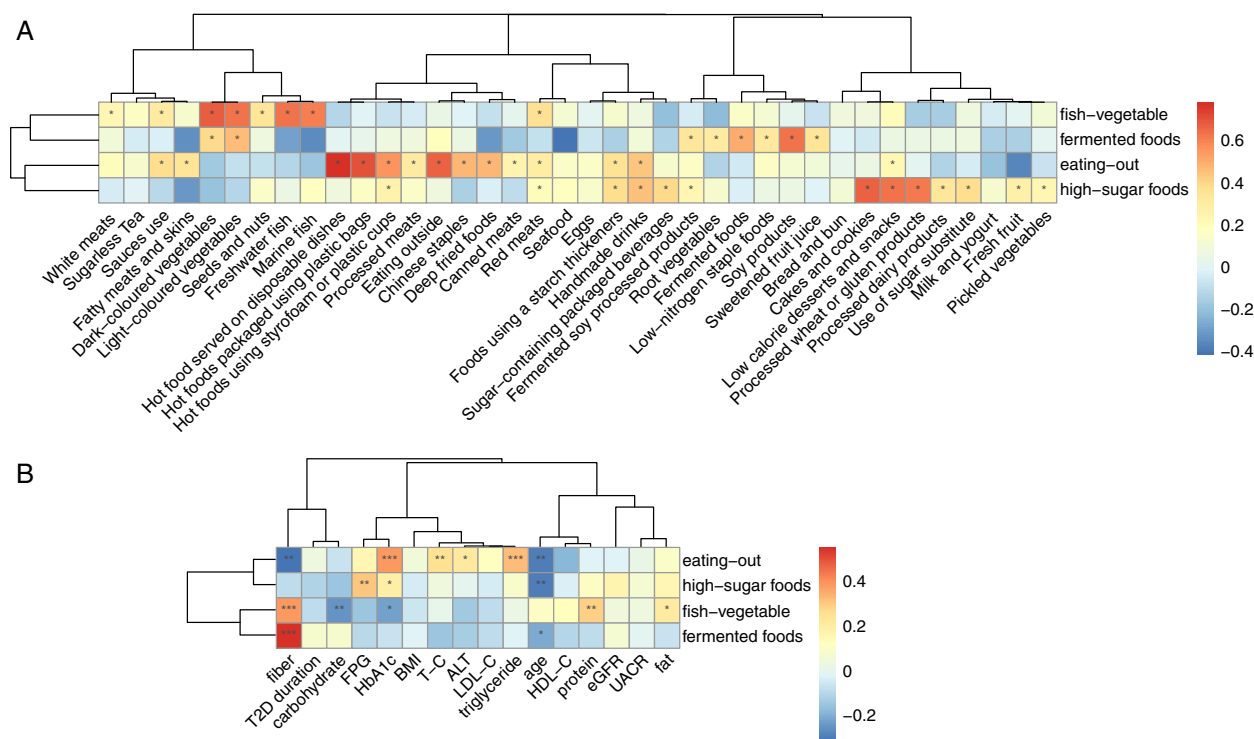 A
* * * * * * * * *
fish-vegetable
* * * * * * * *
fermented foods
* * * * * * * * * * * * * *
eating-out
* * * * * * * * * * * * *
high-sugar foods
0.6
0.4
0.2
0
-0.2
-0.4
White meats
Sugarless Tea
Sauces use
Fatty meats and skins
Dark-coloured vegetables
Light-coloured vegetables
Seeds and nuts
Freshwater fish
Marine fish
Hot food served on disposable dishes
Hot foods packaged using plastic bags
Hot foods using styrofoam or plastic cups
Processed meats
Eating outside
Chinese staples
Deep fried foods
Canned meats
Red meats
Seafood
Eggs
Foods using a starch thickeners
Handmade drinks
Sugar-containing packaged beverages
Fermented soy processed products
Root vegetables
Fermented foods
Low-nitrogen staple foods
Soy products
Sweetened fruit juice
Bread and bun
Cakes and cookies
Low calorie desserts and snacks
Processed wheat or gluten products
Processed dairy products
Use of sugar substitute
Milk and yogurt
Fresh fruit
Pickled vegetables
B
** *** ** * *** **
eating-out
** * **
high-sugar foods
*** ** * ** *
fish-vegetable
*** *
fermented foods
0.4
0.2
0
-0.2
fiber
T2D duration
carbohydrate
FPG
HbA1c
BMI
T-C
ALT
LDL-C
triglyceride
age
HDL-C
protein
eGFR
UACR
fat